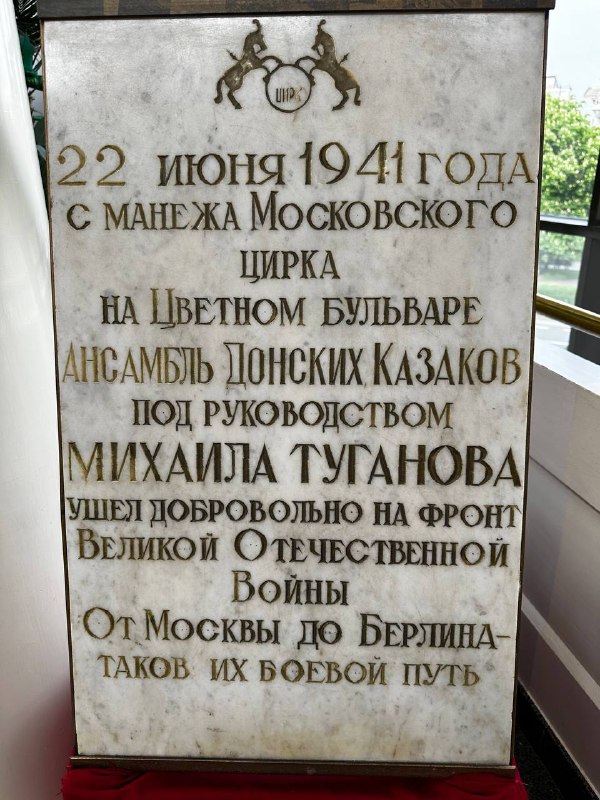 ЦИРК
22 ИЮНЯ 1941 ГОДА
С МАНЕЖА МОСКОВСКОГО
ЦИРКА
НА ЦВЕТНОМ БУЛЬВАРЕ
АНСАМБЛЬ ДОНСКИХ КАЗАКОВ
ПОД РУКОВОДСТВОМ
МИХАИЛА ТУГАНОВА
УШЕЛ ДОБРОВОЛЬНО НА ФРОНТ
ВЕЛИКОЙ ОТЕЧЕСТВЕННОЙ
ВОЙНЫ
ОТ МОСКВЫ ДО БЕРЛИНА-
ТАКОВ ИХ БОЕВОЙ ПУТЬ